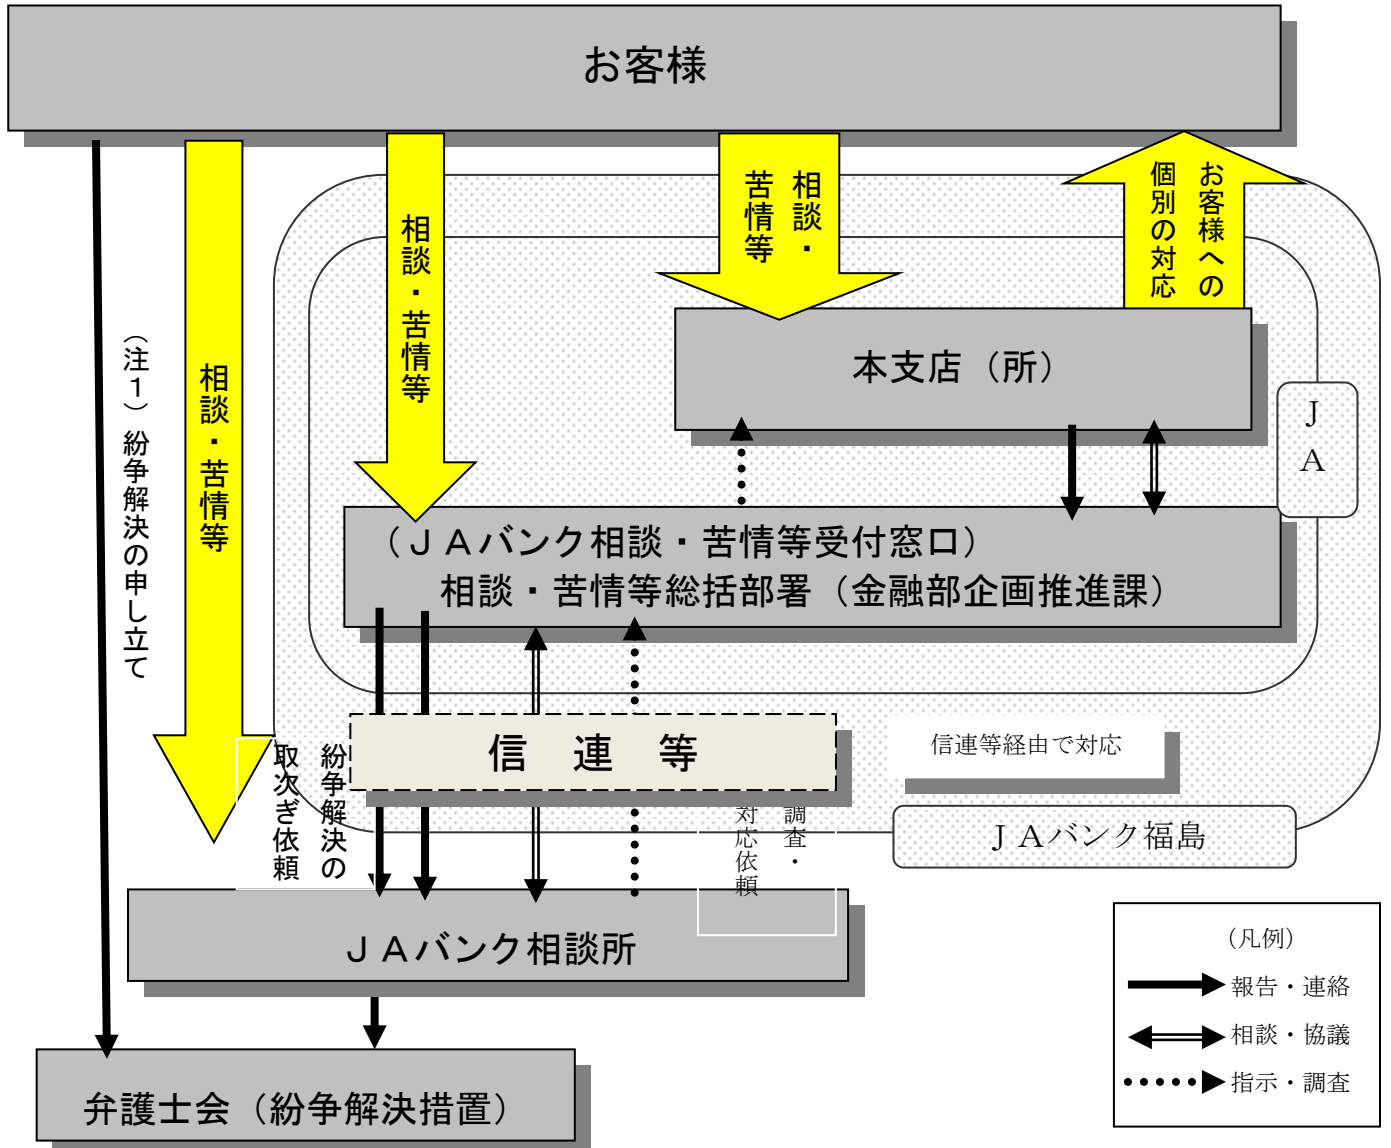 お客様
（注１）紛争解決の申し立て
相談・苦情等
相談・苦情等
相談・
苦情等
お客様への
個別の対応
本支店（所）
ＪＡ
（ＪＡバンク相談・苦情等受付窓口）
相談・苦情等総括部署（金融部企画推進課）
信連等
信連等経由で対応
紛争解決の
取次ぎ依頼
調査・
対応依頼
ＪＡバンク福島
ＪＡバンク相談所
弁護士会（紛争解決措置）
（凡例）
報告・連絡
相談・協議
指示・調査